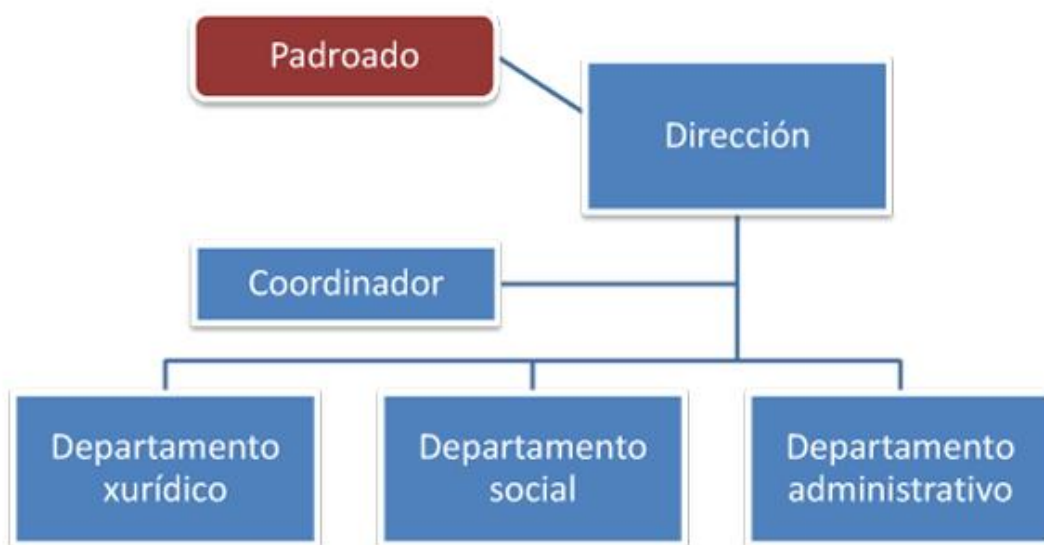 Padroado
Dirección
Coordinador
Departamento
xurídico
Departamento
social
Departamento
administrativo